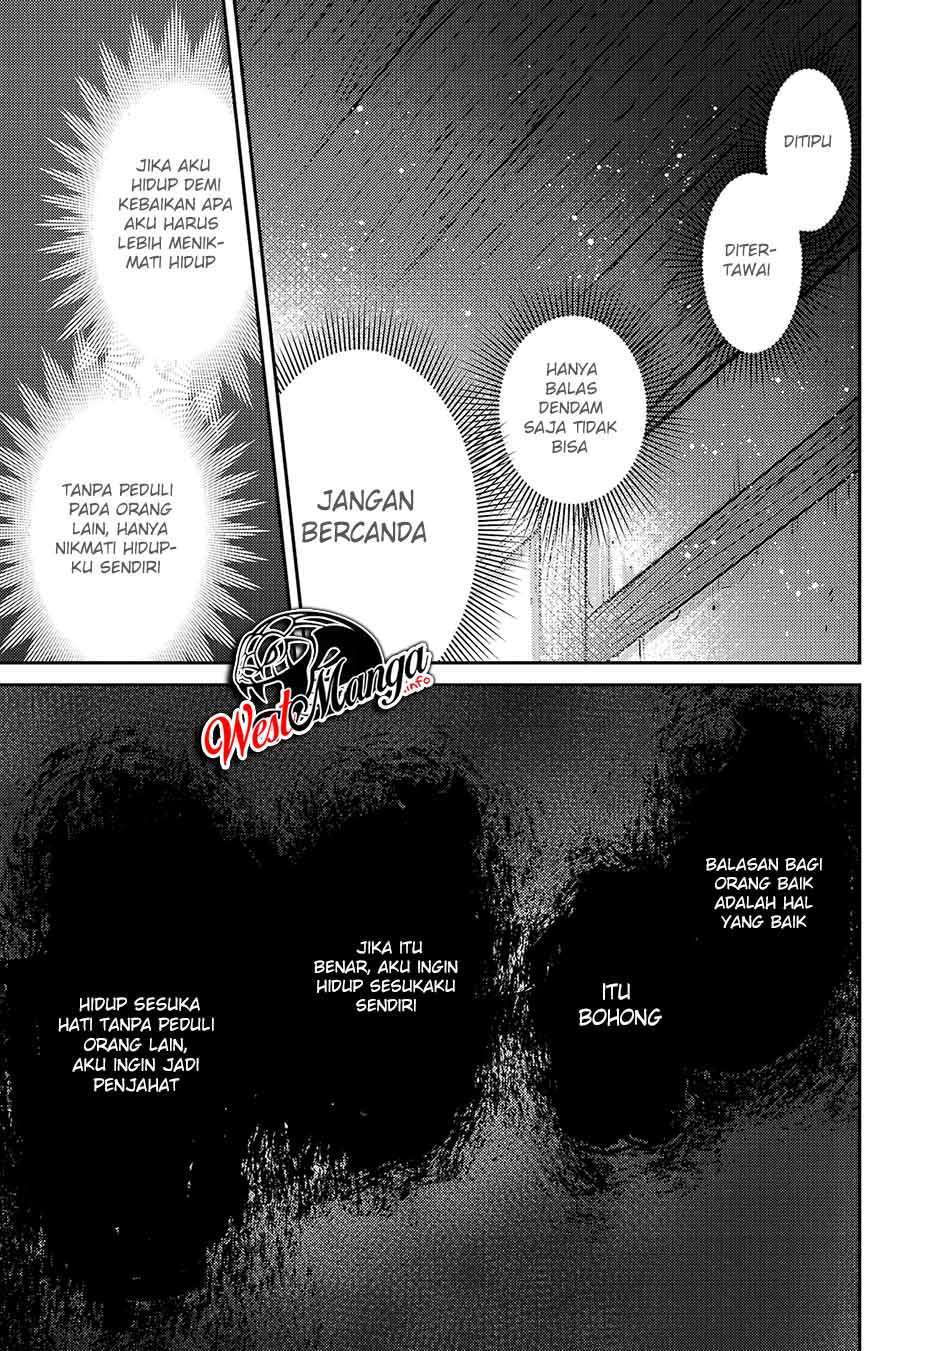 DITIPU
DITER-
TAWAI
HANYA
BALAS
DENDAM
SAJA TIDAK
BISA
JANGAN
BERCANDA
JIKA AKU
HIDUP DEMI
KEBAIKAN APA
AKU HARUS
LEBIH MENIK-
MATI HIDUP
TANPA PEDULI
PADA ORANG
LAIN, HANYA
NIKMATI HIDUP-
KU SENDIRI
WestManga
.info
BALASAN BAGI
ORANG BAIK
ADALAH HAL
YANG BAIK
ITU
BOHONG
JIKA ITU
BENAR, AKU INGIN
HIDUP SESUKAKU
SENDIRI
HIDUP SESUKA
HATI TANPA PEDULI
ORANG LAIN,
AKU INGIN JADI
PENJAHAT